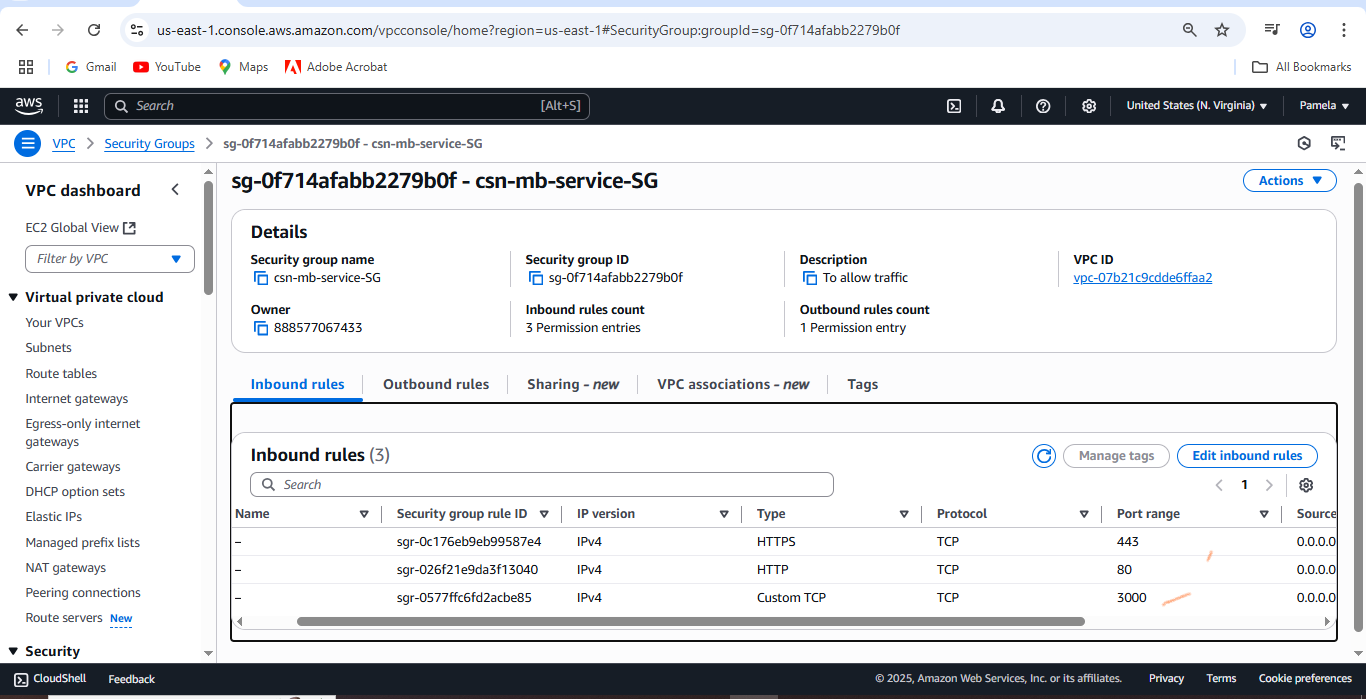 us-east-1.console.aws.amazon.com/vpcconsole/home?region=us-east-1#SecurityGroup:groupId=sg-0f714afabb2279b0f
Gmail YouTube Maps Adobe Acrobat All Bookmarks
aws Search [Alt+S] United States (N. Virginia) Pamela
VPC Security Groups sg-0f714afabb2279b0f - csn-mb-service-SG
VPC dashboard
EC2 Global View
Filter by VPC
Virtual private cloud
Your VPCs
Subnets
Route tables
Internet gateways
Egress-only internet
gateways
Carrier gateways
DHCP option sets
Elastic IPs
Managed prefix lists
NAT gateways
Peering connections
Route servers New
Security
sg-0f714afabb2279b0f - csn-mb-service-SG
Actions
Details
Security group name
csn-mb-service-SG
Security group ID
sg-0f714afabb2279b0f
Description
To allow traffic
VPC ID
vpc-07b21c9cdde6ffaa2
Owner
888577067433
Inbound rules count
3 Permission entries
Outbound rules count
1 Permission entry
Inbound rules Outbound rules Sharing - new VPC associations - new Tags
Inbound rules (3)
Manage tags Edit inbound rules
Search
1
Name Security group rule ID IP version Type Protocol Port range Source
– sgr-0c176eb9eb99587e4 IPv4 HTTPS TCP 443 0.0.0.0
– sgr-026f21e9da3f13040 IPv4 HTTP TCP 80 0.0.0.0
– sgr-0577ffc6fd2acbe85 IPv4 Custom TCP TCP 3000 0.0.0.0
CloudShell Feedback © 2025, Amazon Web Services, Inc. or its affiliates. Privacy Terms Cookie preferences